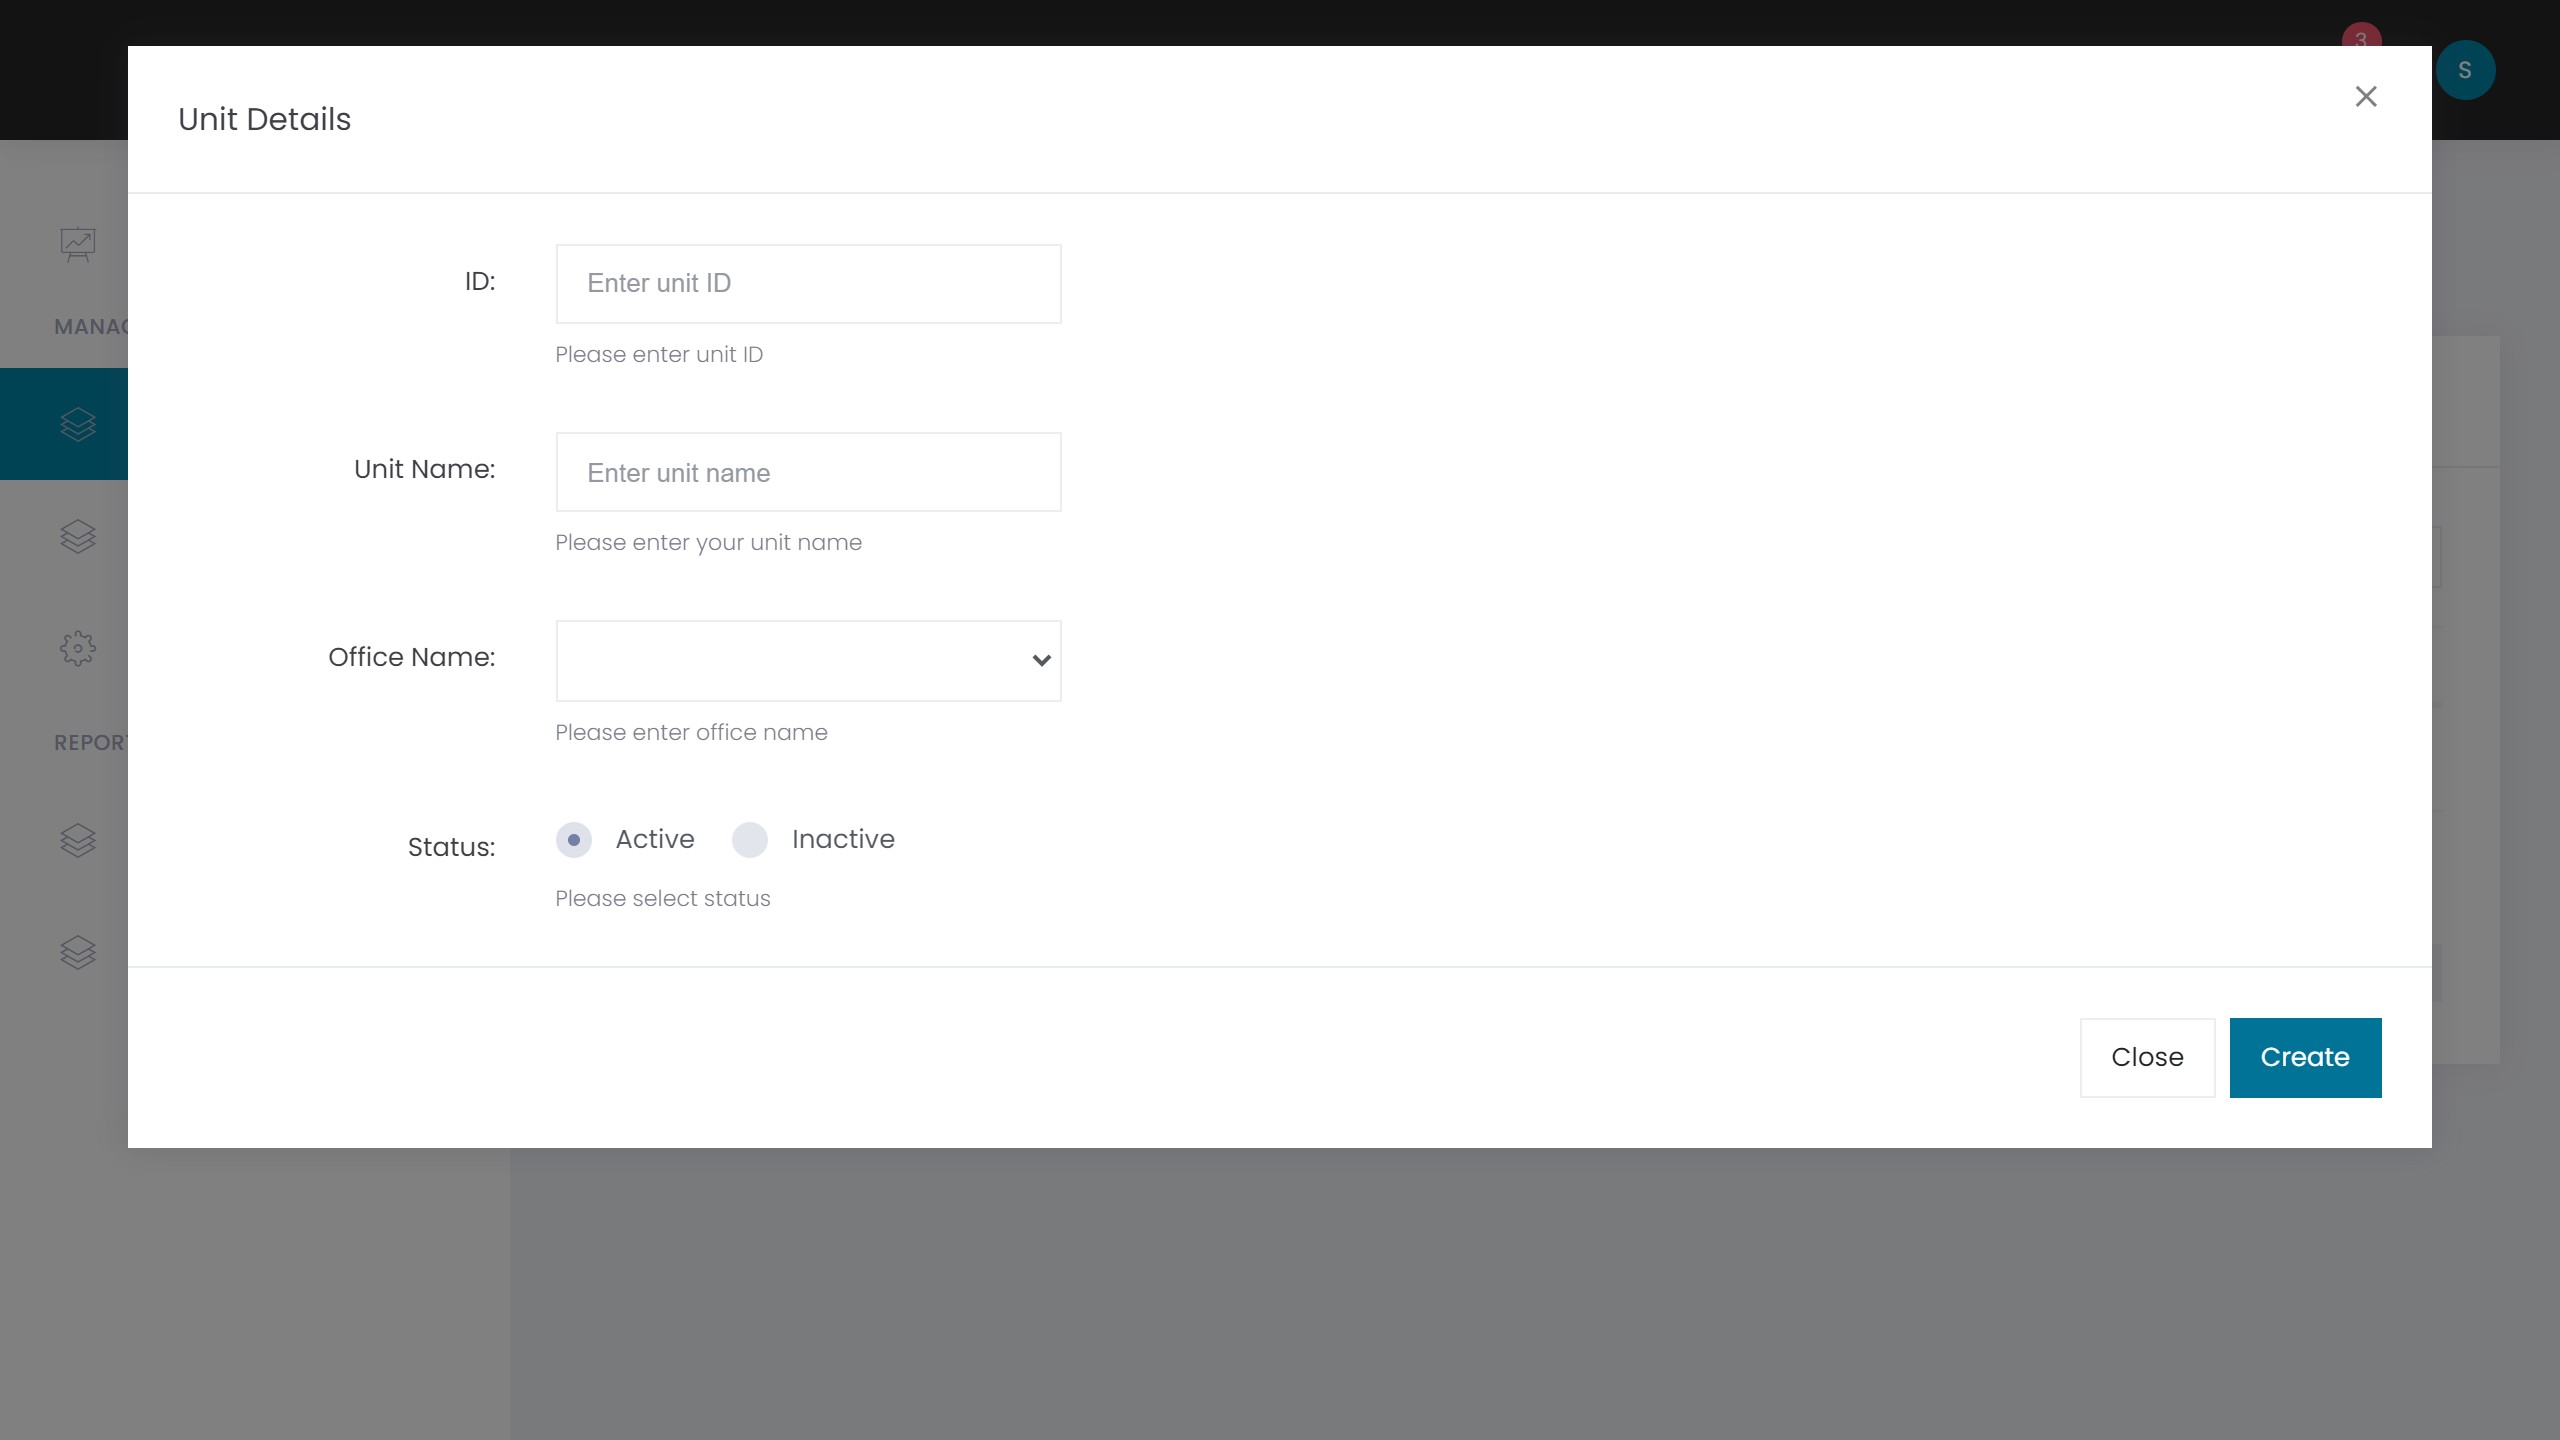 3
S
Unit Details
ID:
Enter unit ID
Please enter unit ID
MANAG
Unit Name:
Enter unit name
Please enter your unit name
Office Name:
Please enter office name
REPORT
Status:
Active
Inactive
Please select status
Close
Create